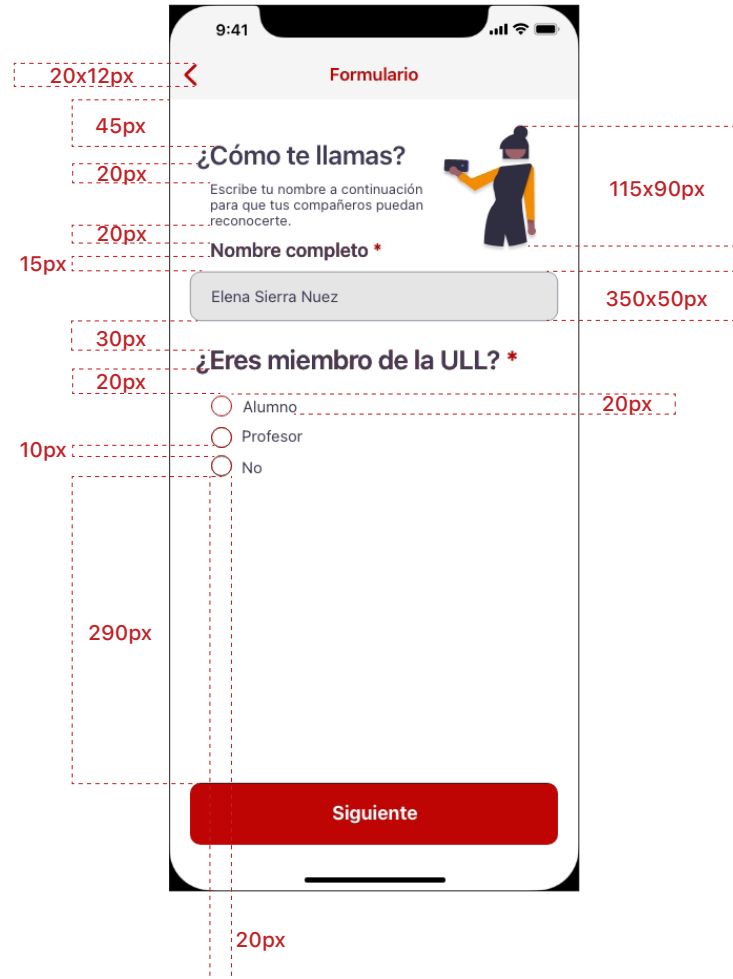 9:41
20x12px
Formulario
45px
¿Cómo te llamas?
20px
Escribe tu nombre a continuación
para que tus compañeros puedan
reconocerte.
115x90px
20px
Nombre completo *
15px
Elena Sierra Nuez
350x50px
30px
¿Eres miembro de la ULL? *
20px
Alumno
20px
Profesor
10px
No
290px
Siguiente
20px